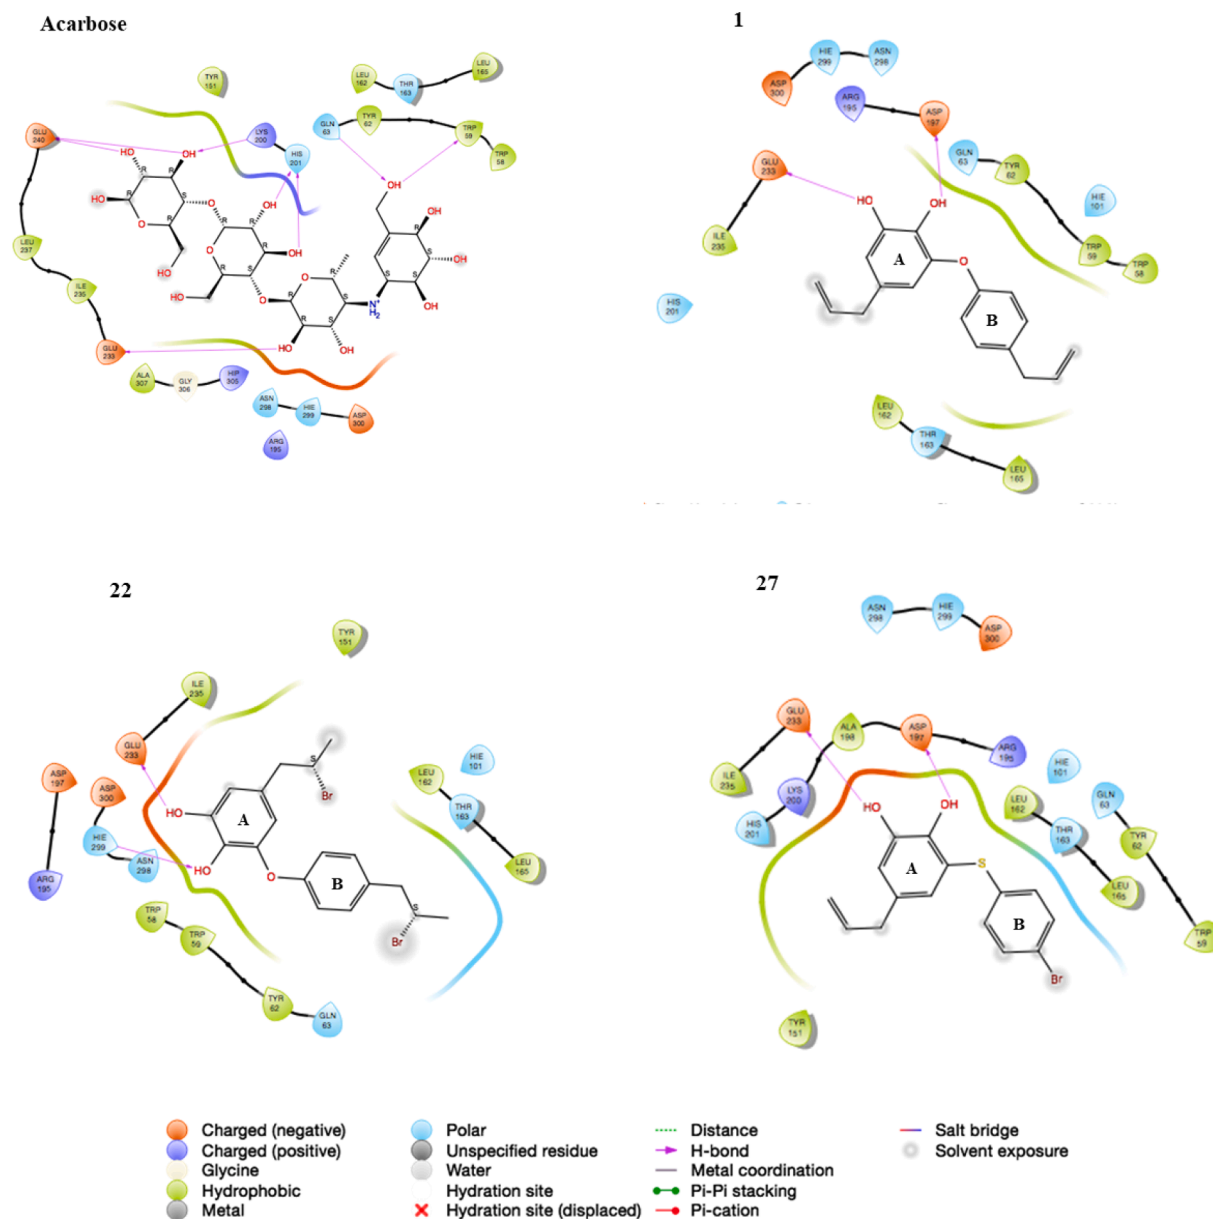 Acarbose
TYR
151
LEU
162
THR
163
LEU
165
GLU
240
LYS
200
HIS
201
GLN
63
TYR
62
TRP
59
TRP
58
HO
OH
R
R
HO
R
R
S
O
O
R
R
OH
HO
O
R
R
OH
S
R
HO
O
R
O
R
S
R
S
HO
OH
OH
R
OH
S
OH
S
S
OH
N+
H2
LEU
237
ILE
235
GLU
233
ALA
307
GLY
306
HIP
305
ASN
298
HIE
299
ASP
300
ARG
195
1
HIE
299
ASN
298
ASP
300
ARG
195
ASP
197
GLU
233
GLN
63
TYR
62
HIE
101
ILE
235
TRP
59
TRP
58
HIS
201
HO
OH
A
O
B
LEU
162
THR
163
LEU
165
22
TYR
151
ILE
235
GLU
233
ASP
197
ASP
300
HIE
299
ASN
298
ARG
195
LEU
162
HIE
101
THR
163
LEU
165
S
Br
HO
A
HO
O
B
S
Br
TRP
58
TRP
59
TYR
62
GLN
63
27
ASN
298
HIE
299
ASP
300
GLU
233
ALA
198
ASP
197
ARG
195
ILE
235
LYS
200
HIS
201
HIE
101
LEU
162
GLN
63
THR
163
TYR
62
LEU
165
TRP
59
HO
OH
A
S
B
Br
TYR
151
Charged (negative)
Charged (positive)
Glycine
Hydrophobic
Metal
Polar
Unspecified residue
Water
Hydration site
Hydration site (displaced)
Distance
H-bond
Metal coordination
Pi-Pi stacking
Pi-cation
Salt bridge
Solvent exposure